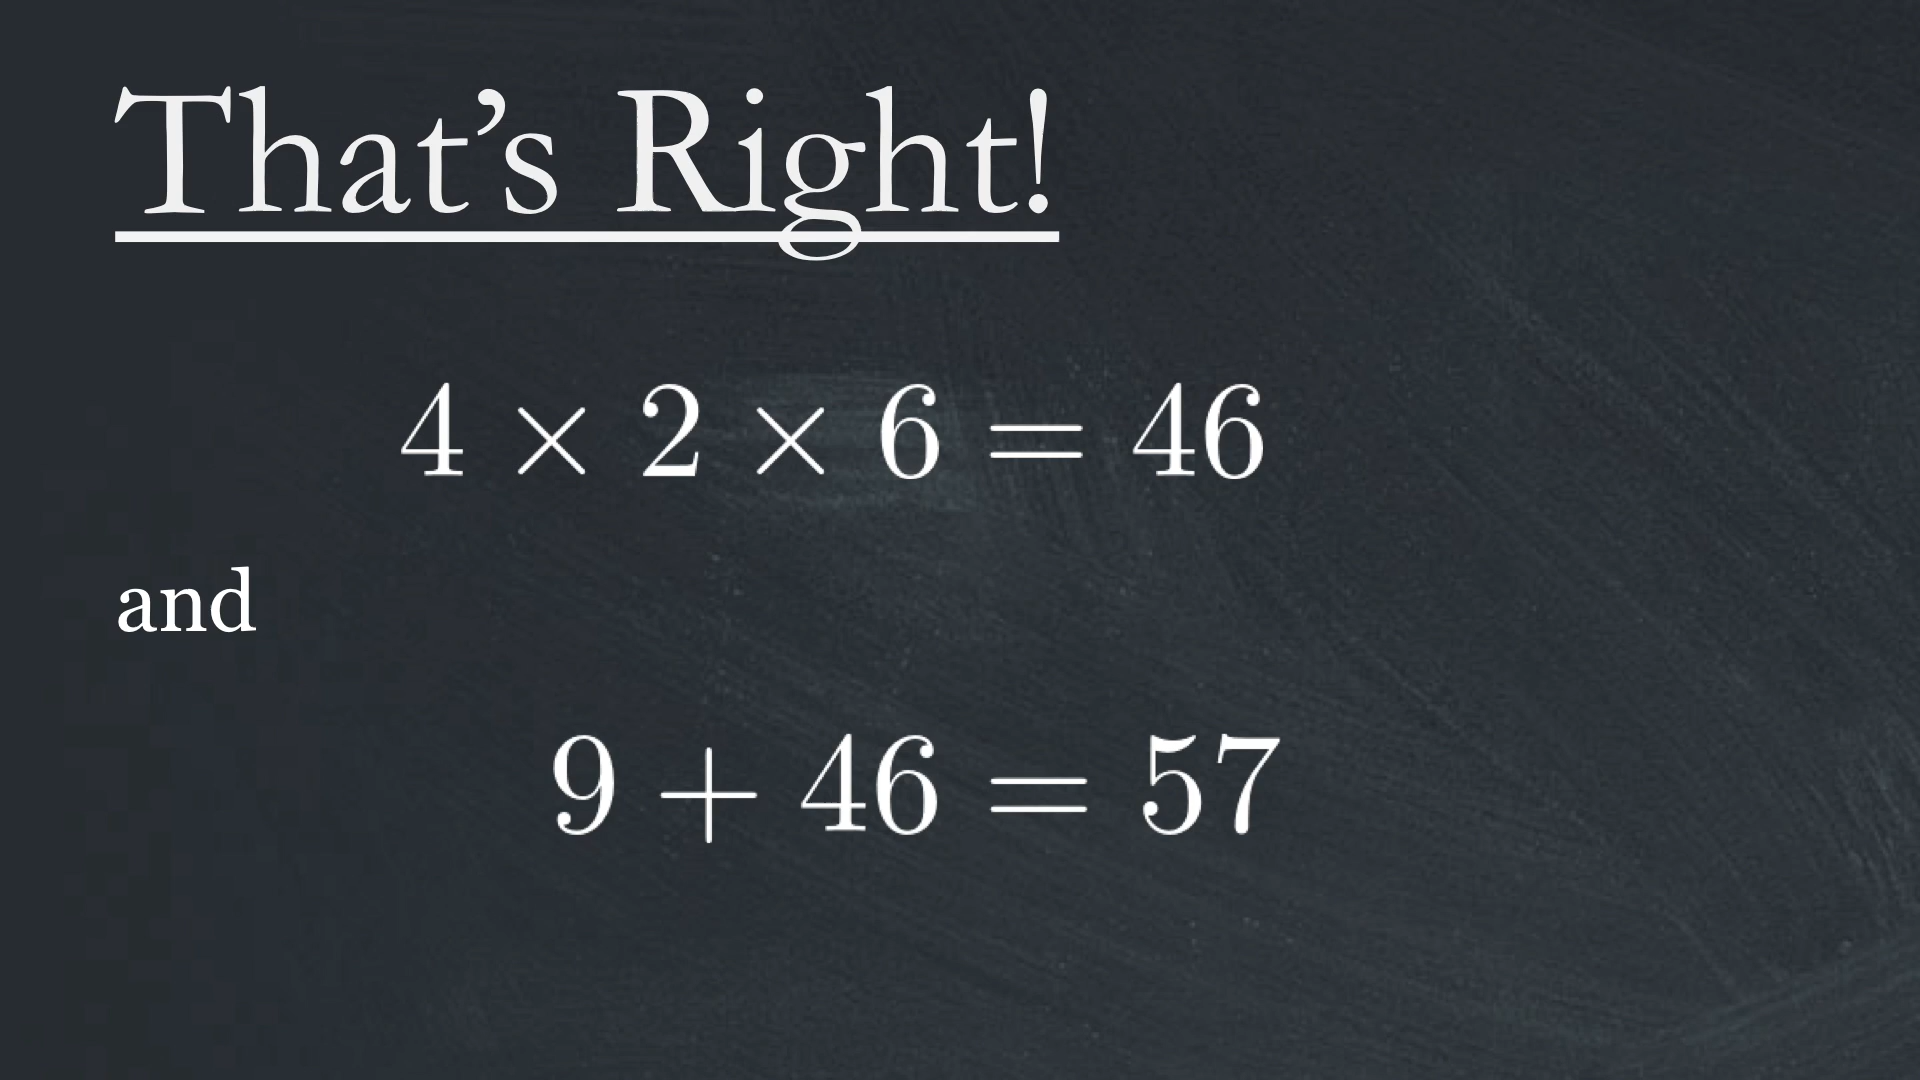 That’s Right!
4 × 2 × 6 = 46
and
9 + 46 = 57